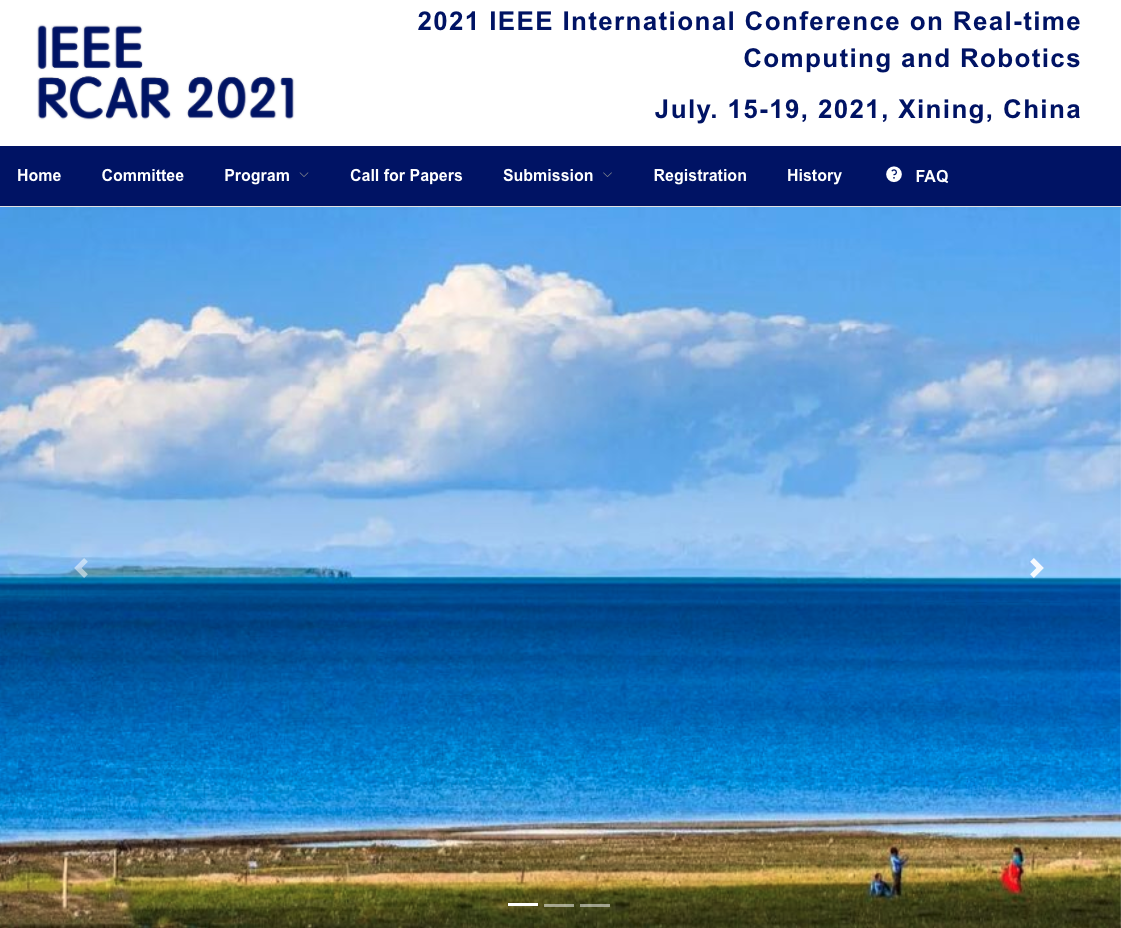 IEEE
RCAR 2021
2021 IEEE International Conference on Real-time
Computing and Robotics
July. 15-19, 2021, Xining, China
Home Committee Program Call for Papers Submission Registration History FAQ